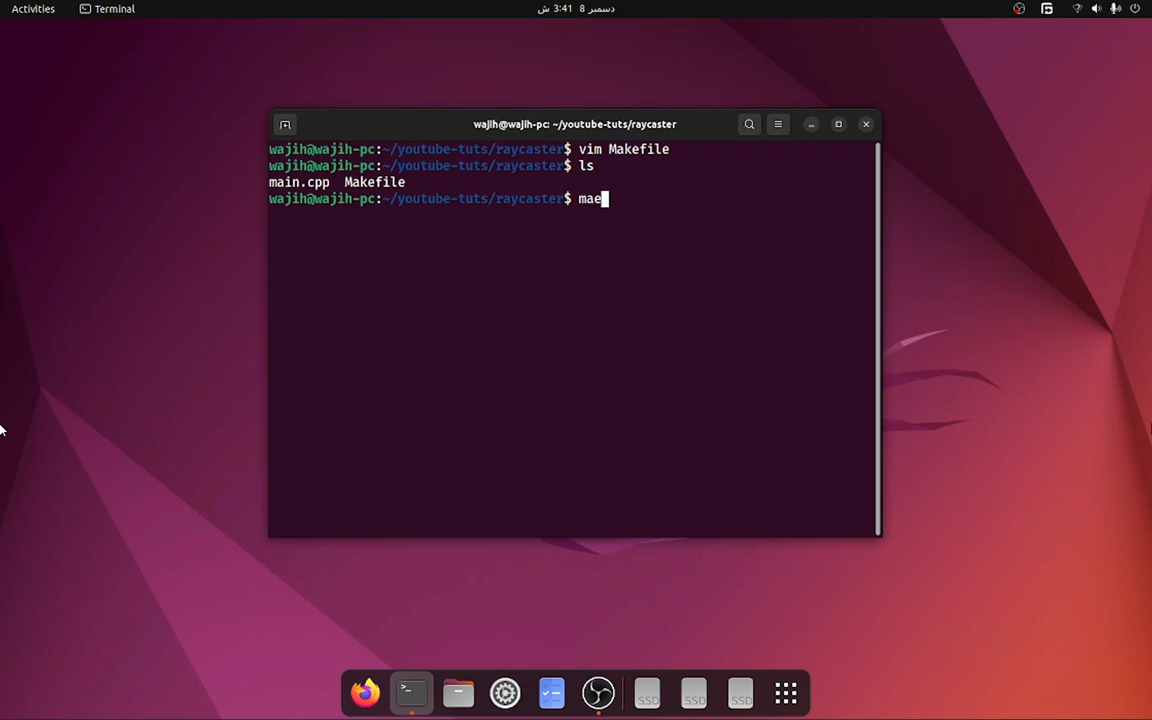 Activities
Terminal
دسمبر 8 3:41 ش
wajih@wajih-pc: ~/youtube-tuts/raycaster
wajih@wajih-pc:~/youtube-tuts/raycaster$ vim Makefile
wajih@wajih-pc:~/youtube-tuts/raycaster$ ls
main.cpp  Makefile
wajih@wajih-pc:~/youtube-tuts/raycaster$ mae
SSD
SSD
SSD